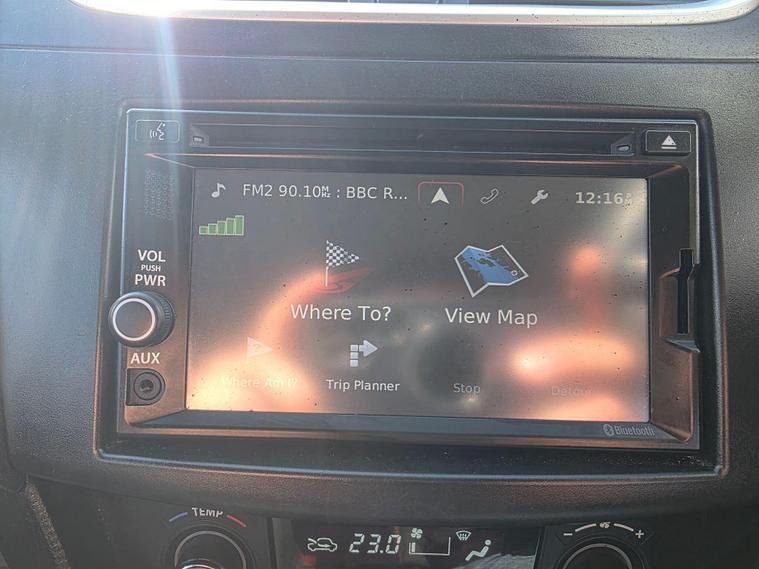 FM2 90.10MHz : BBC R...
12:16
VOL
PUSH
PWR
Where To?
View Map
AUX
Where Am I?
Trip Planner
Stop
Detour
Bluetooth
TEMP
23.0
- +